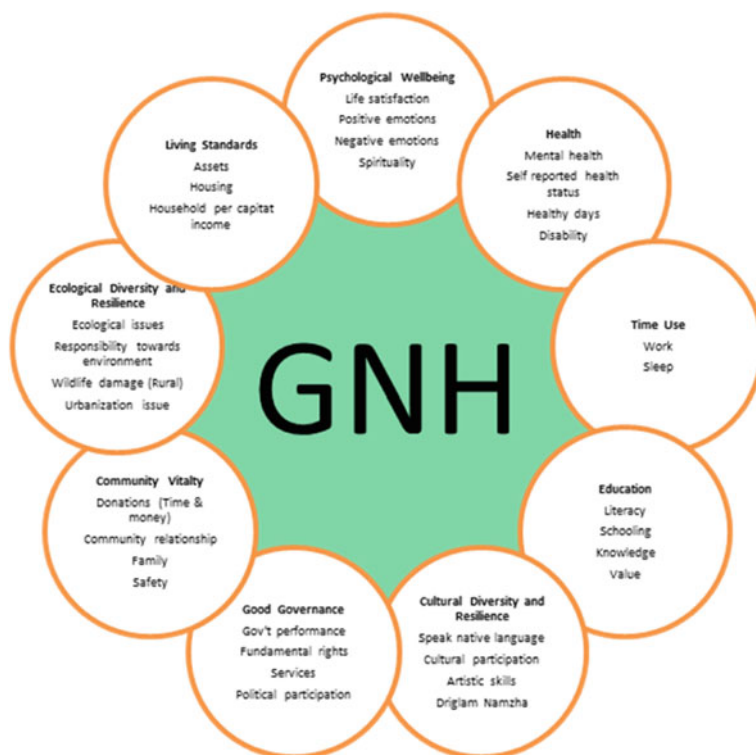 Psychological Wellbeing
Life satisfaction
Positive emotions
Negative emotions
Spirituality
Health
Mental health
Self reported health
status
Healthy days
Disability
Time Use
Work
Sleep
Education
Literacy
Schooling
Knowledge
Value
Cultural Diversity and
Resilience
Speak native language
Cultural participation
Artistic skills
Driglam Namzha
Good Governance
Gov't performance
Fundamental rights
Services
Political participation
Community Vitalty
Donations (Time &
money)
Community relationship
Family
Safety
Ecological Diversity and
Resilience
Ecological issues
Responsibility towards
environment
Wildlife damage (Rural)
Urbanization issue
Living Standards
Assets
Housing
Household per capitat
income
GNH